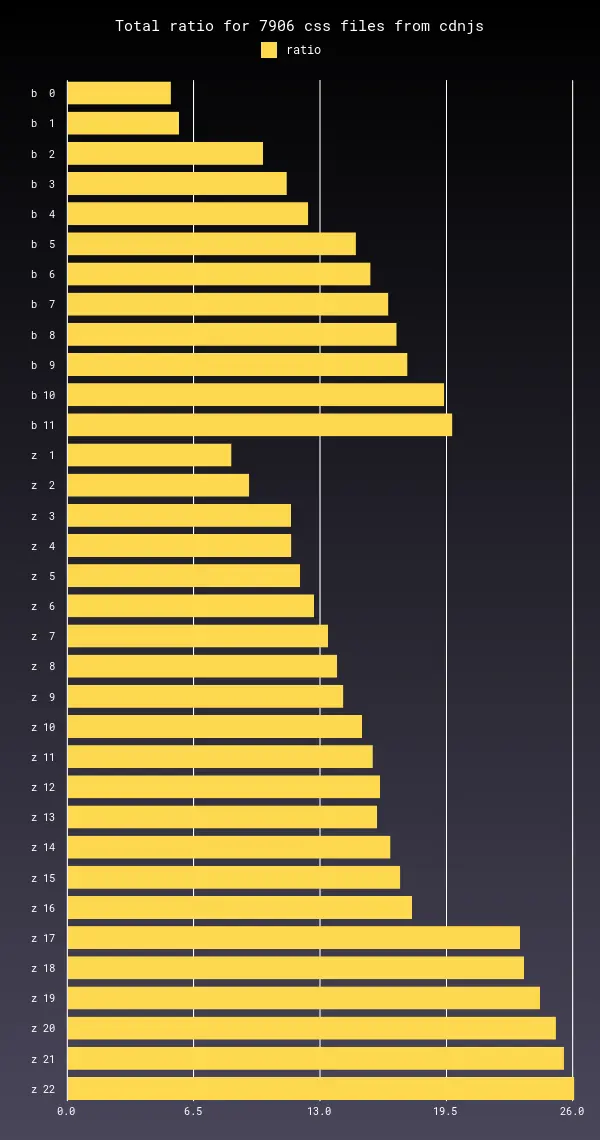 Total ratio for 7906 css files from cdnjs
ratio
b 0
b 1
b 2
b 3
b 4
b 5
b 6
b 7
b 8
b 9
b 10
b 11
z 1
z 2
z 3
z 4
z 5
z 6
z 7
z 8
z 9
z 10
z 11
z 12
z 13
z 14
z 15
z 16
z 17
z 18
z 19
z 20
z 21
z 22
0.0 6.5 13.0 19.5 26.0